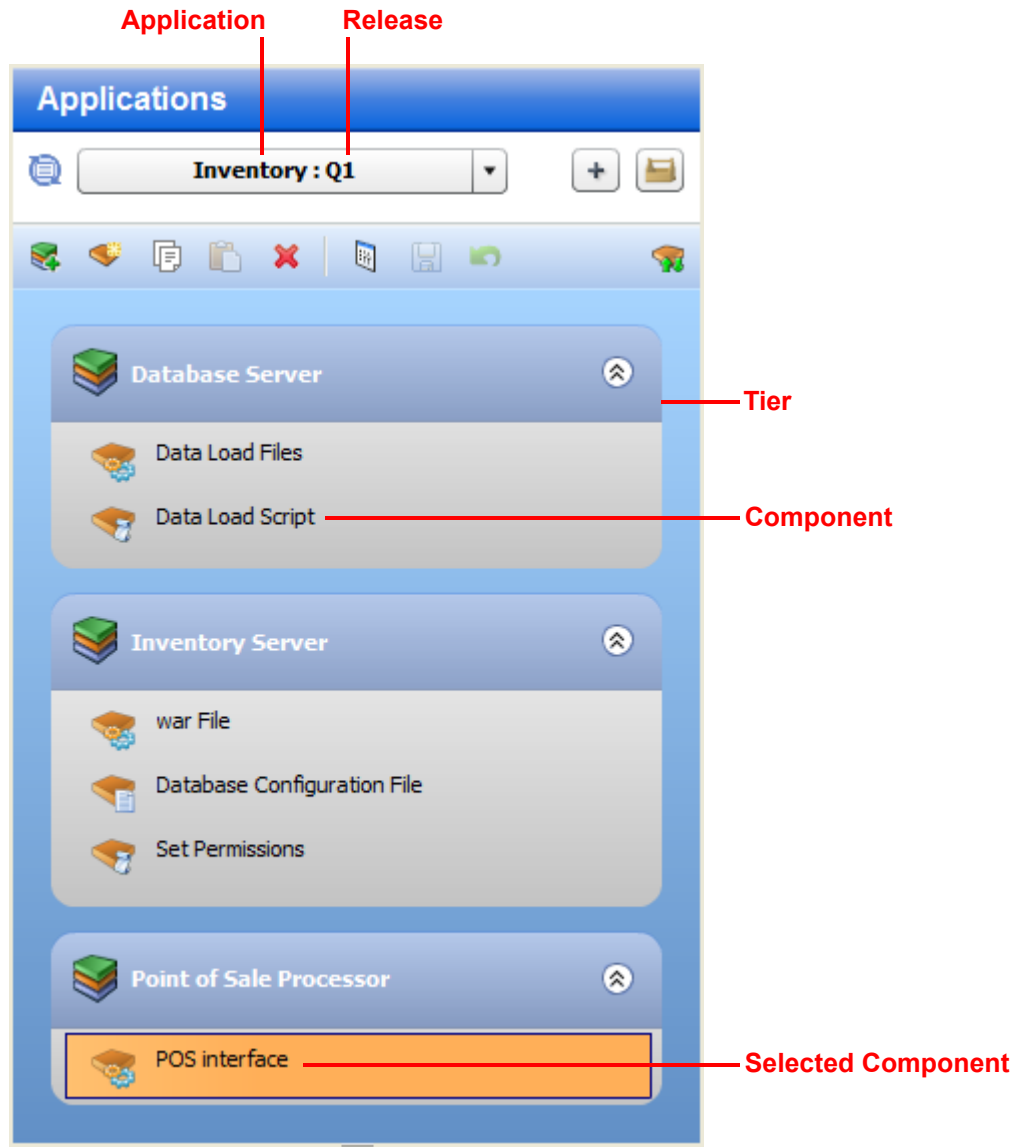 Application Release
Applications
Inventory : Q1
Database Server
Tier
Data Load Files
Data Load Script
Component
Inventory Server
war File
Database Configuration File
Set Permissions
Point of Sale Processor
POS interface
Selected Component